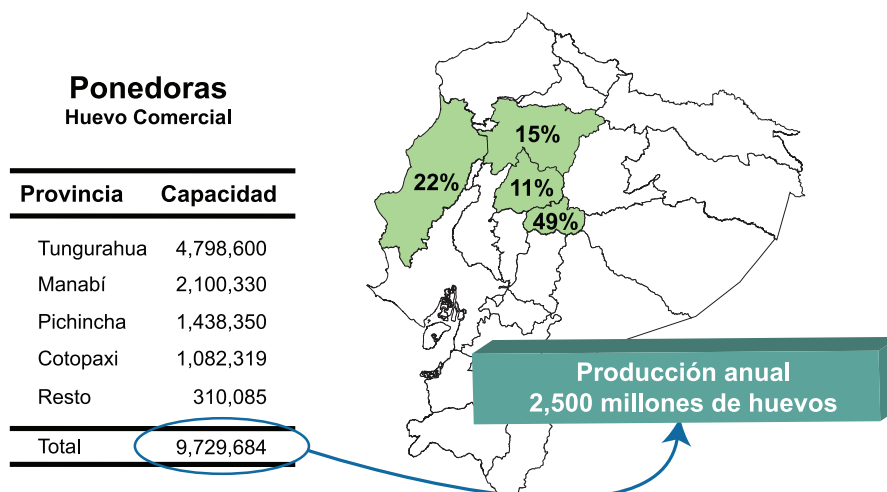 Ponedoras
Huevo Comercial
Provincia Capacidad
Tungurahua 4,798,600
Manabí 2,100,330
Pichincha 1,438,350
Cotopaxi 1,082,319
Resto 310,085
Total 9,729,684
15%
22%
11%
49%
Producción anual
2,500 millones de huevos